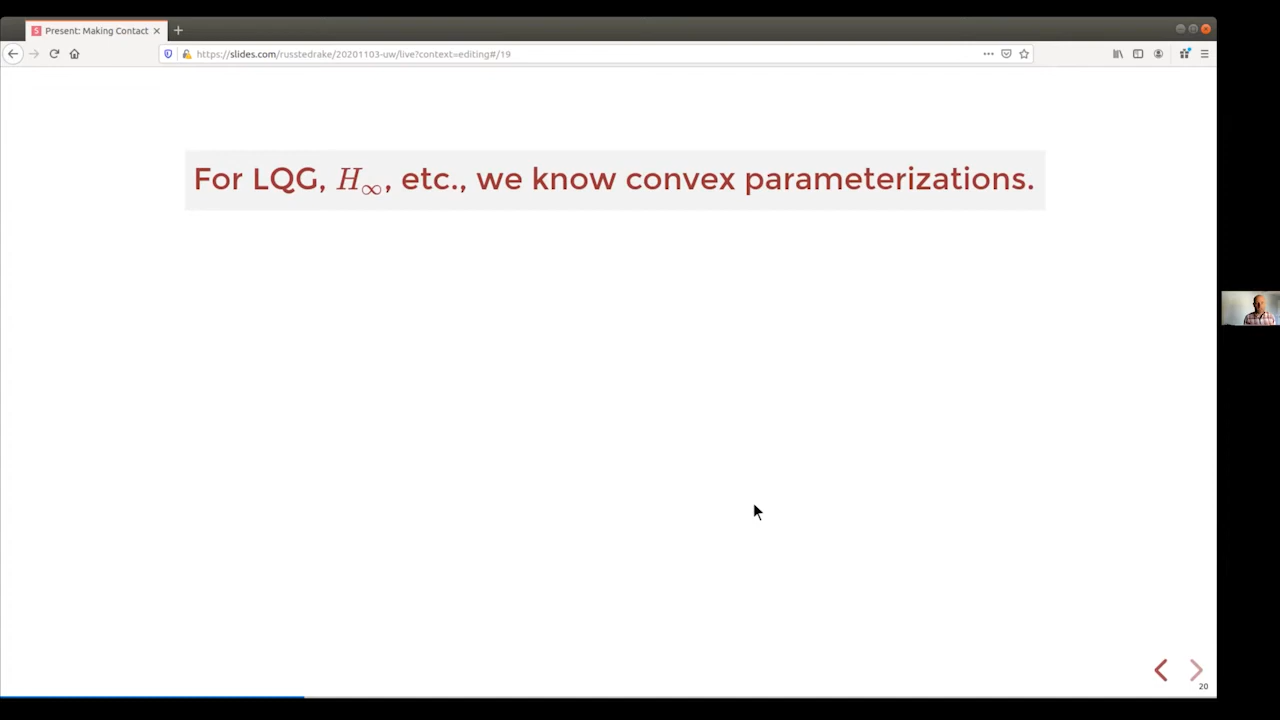 Present: Making Contact
https://slides.com/russtedrake/20201103-uw/live?context=editing#/19
For LQG, H∞, etc., we know convex parameterizations.
20